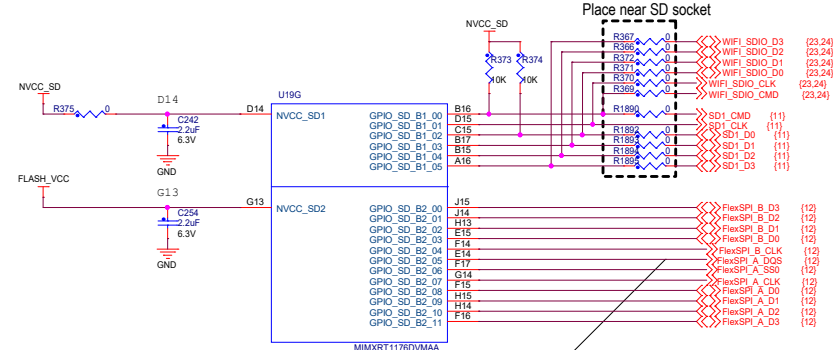 Place near SD socket
NVCC_SD
R367 0 WIFI_SDIO_D3 {23,24}
R366 0 WIFI_SDIO_D2 {23,24}
R372 0 WIFI_SDIO_D1 {23,24}
R371 0 WIFI_SDIO_D0 {23,24}
R370 0 WIFI_SDIO_CLK {23,24}
R369 0 WIFI_SDIO_CMD {23,24}
R373 R374
10K 10K
NVCC_SD
R375 0
D14
D14
C242
2.2uF
6.3V
GND
U19G
NVCC_SD1
GPIO_SD_B1_00 B16 R1890 0 SD1_CMD {11}
GPIO_SD_B1_01 D15 SD1_CLK {11}
GPIO_SD_B1_02 C15 R1892 0 SD1_D0 {11}
GPIO_SD_B1_03 B17 0 SD1_D1 {11}
GPIO_SD_B1_04 B15 0 SD1_D2 {11}
GPIO_SD_B1_05 A16 0 SD1_D3 {11}
FLASH_VCC
G13
G13
C254
2.2uF
6.3V
GND
NVCC_SD2
GPIO_SD_B2_00 J15 FlexSPI_B_D3 {12}
GPIO_SD_B2_01 J14 FlexSPI_B_D2 {12}
GPIO_SD_B2_02 H13 FlexSPI_B_D1 {12}
GPIO_SD_B2_03 E15 FlexSPI_B_D0 {12}
GPIO_SD_B2_04 F14 FlexSPI_B_CLK {12}
GPIO_SD_B2_05 E14 FlexSPI_A_DQS {12}
GPIO_SD_B2_06 F17 FlexSPI_A_SS0 {12}
GPIO_SD_B2_07 G14 FlexSPI_A_CLK {12}
GPIO_SD_B2_08 F15 FlexSPI_A_D0 {12}
GPIO_SD_B2_09 H15 FlexSPI_A_D1 {12}
GPIO_SD_B2_10 H14 FlexSPI_A_D2 {12}
GPIO_SD_B2_11 F16 FlexSPI_A_D3 {12}
MIMXRT1176DVMAA